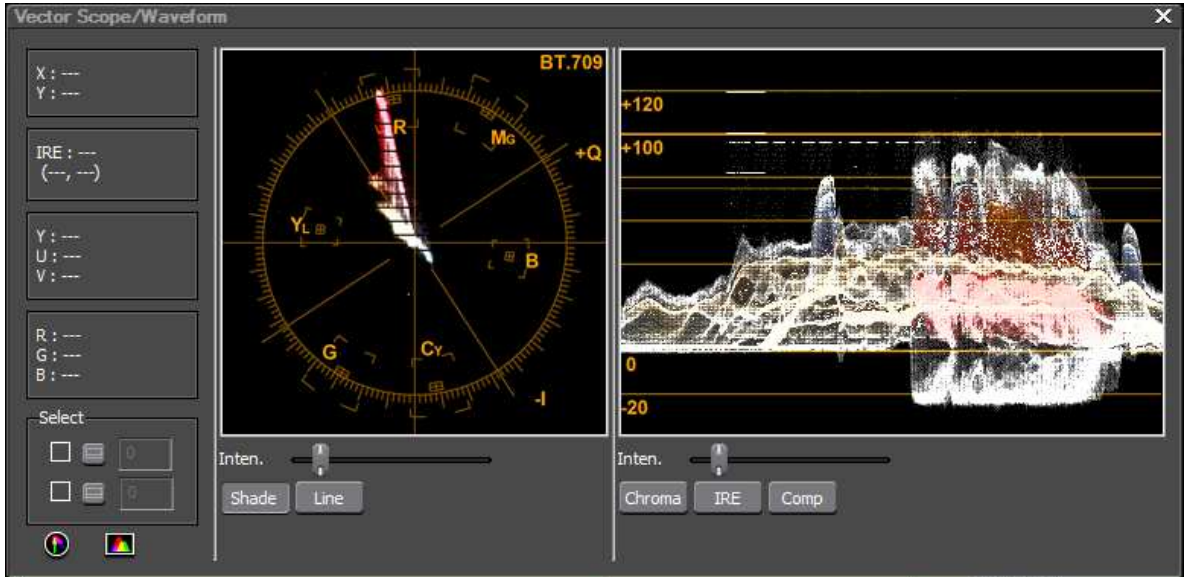 Vector Scope/Waveform
X : ---
Y : ---
IRE : ---
(---, ---)
Y : ---
U : ---
V : ---
R : ---
G : ---
B : ---
Select
0
0
BT.709
R
MG
+Q
YL
B
G
CY
-I
Inten.
Shade Line
+120
+100
0
-20
Inten.
Chroma IRE Comp